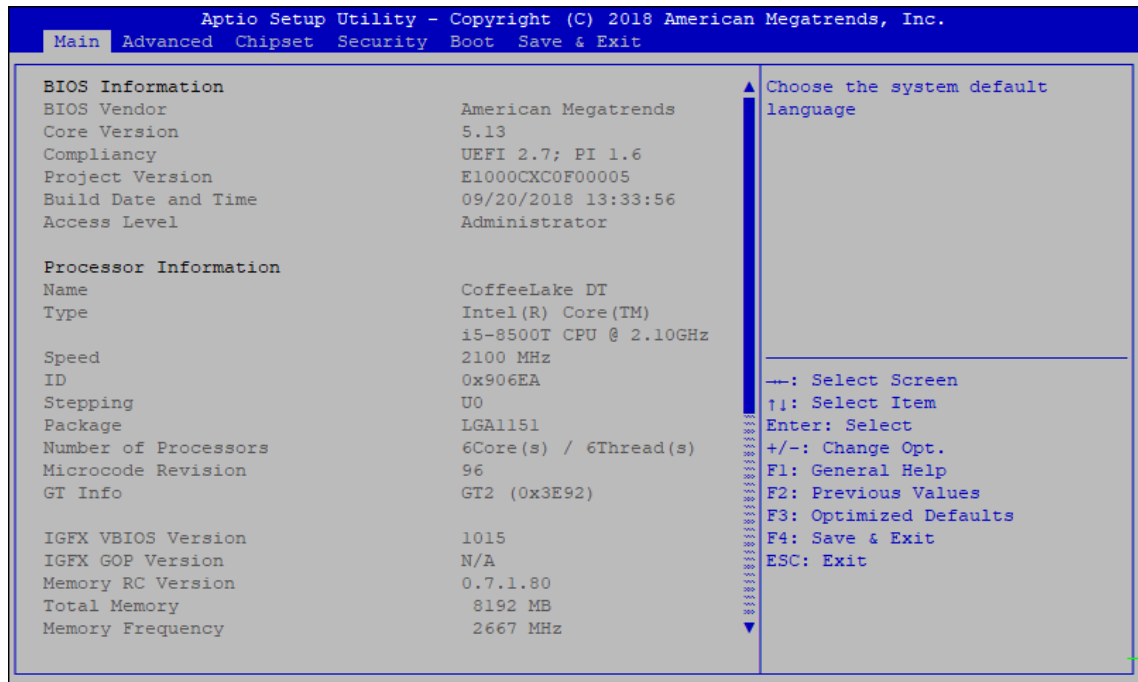 Aptio Setup Utility – Copyright (C) 2018 American Megatrends, Inc.
Main Advanced Chipset Security Boot Save & Exit
BIOS Information
BIOS Vendor American Megatrends
Core Version 5.13
Compliancy UEFI 2.7; PI 1.6
Project Version E1000CXC0F00005
Build Date and Time 09/20/2018 13:33:56
Access Level Administrator
Processor Information
Name CoffeeLake DT
Type Intel(R) Core(TM)
i5-8500T CPU @ 2.10GHz
Speed 2100 MHz
ID 0x906EA
Stepping U0
Package LGA1151
Number of Processors 6Core(s) / 6Thread(s)
Microcode Revision 96
GT Info GT2 (0x3E92)
IGFX VBIOS Version 1015
IGFX GOP Version N/A
Memory RC Version 0.7.1.80
Total Memory 8192 MB
Memory Frequency 2667 MHz
Choose the system default
language
→←: Select Screen
↑↓: Select Item
Enter: Select
+/-: Change Opt.
F1: General Help
F2: Previous Values
F3: Optimized Defaults
F4: Save & Exit
ESC: Exit